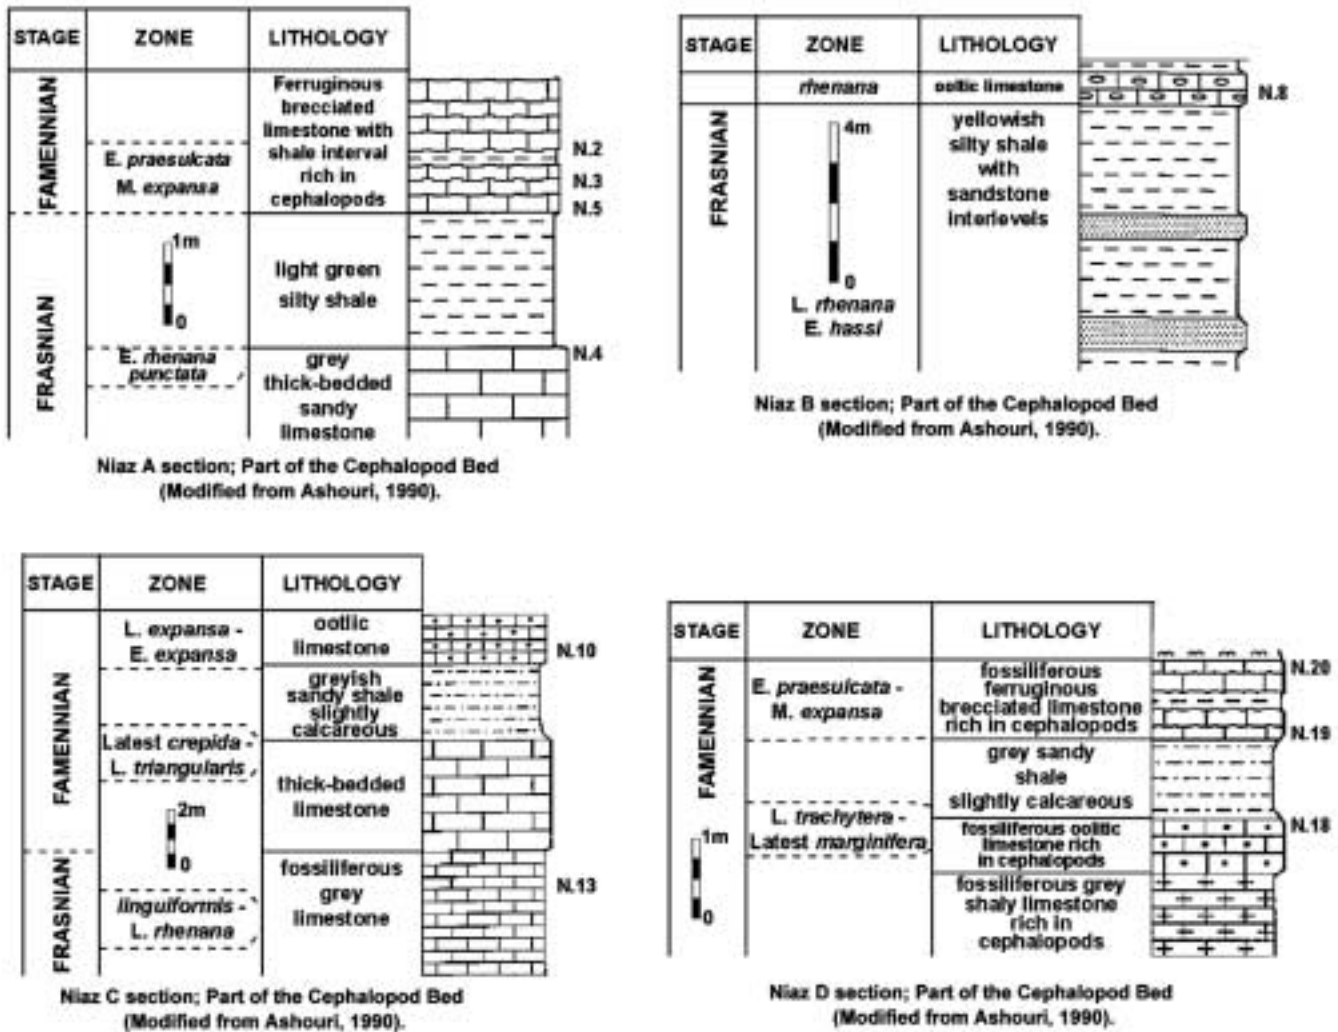 STAGE ZONE LITHOLOGY
FAMENNIAN
FRASNIAN
E. praesulcata
M. expansa
1m
0
E. rhenana
punctata
Ferruginous
brecciated
limestone with
shale interval
rich in
cephalopods
light green
silty shale
grey
thick-bedded
sandy
limestone
N.2
N.3
N.5
N.4
Niaz A section; Part of the Cephalopod Bed
(Modified from Ashouri, 1990).
STAGE ZONE LITHOLOGY
FRASNIAN
rhenana
4m
0
L. rhenana
E. hassi
ooltic limestone
yellowish
silty shale
with
sandstone
interlevels
N.8
Niaz B section; Part of the Cephalopod Bed
(Modified from Ashouri, 1990).
STAGE ZONE LITHOLOGY
FAMENNIAN
FRASNIAN
L. expansa -
E. expansa
Latest crepida -
L. triangularis
2m
0
linguiformis -
L. rhenana
ootlic
limestone
greyish
sandy shale
slightly
calcareous
thick-bedded
limestone
fossiliferous
grey
limestone
N.10
N.13
Niaz C section; Part of the Cephalopod Bed
(Modified from Ashouri, 1990).
STAGE ZONE LITHOLOGY
FAMENNIAN
1m
0
E. praesulcata -
M. expansa
L. trachytera -
Latest marginifera
fossiliferous
ferruginous
brecciated limestone
rich in cephalopods
grey sandy
shale
slightly calcareous
fossiliferous oolitic
limestone rich
in cephalopods
fossiliferous grey
shaly limestone
rich in
cephalopods
N.20
N.19
N.18
Niaz D section; Part of the Cephalopod Bed
(Modified from Ashouri, 1990).